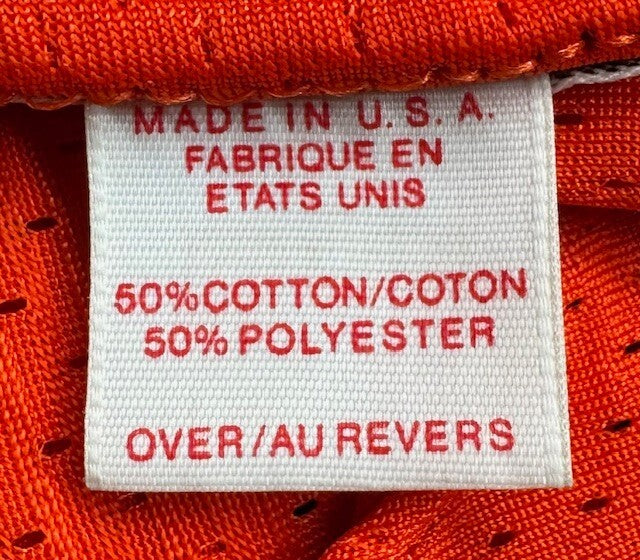 MADE IN U.S.A.
FABRIQUE EN
ETATS UNIS
50% COTTON/COTON
50% POLYESTER
OVER/AU REVERS